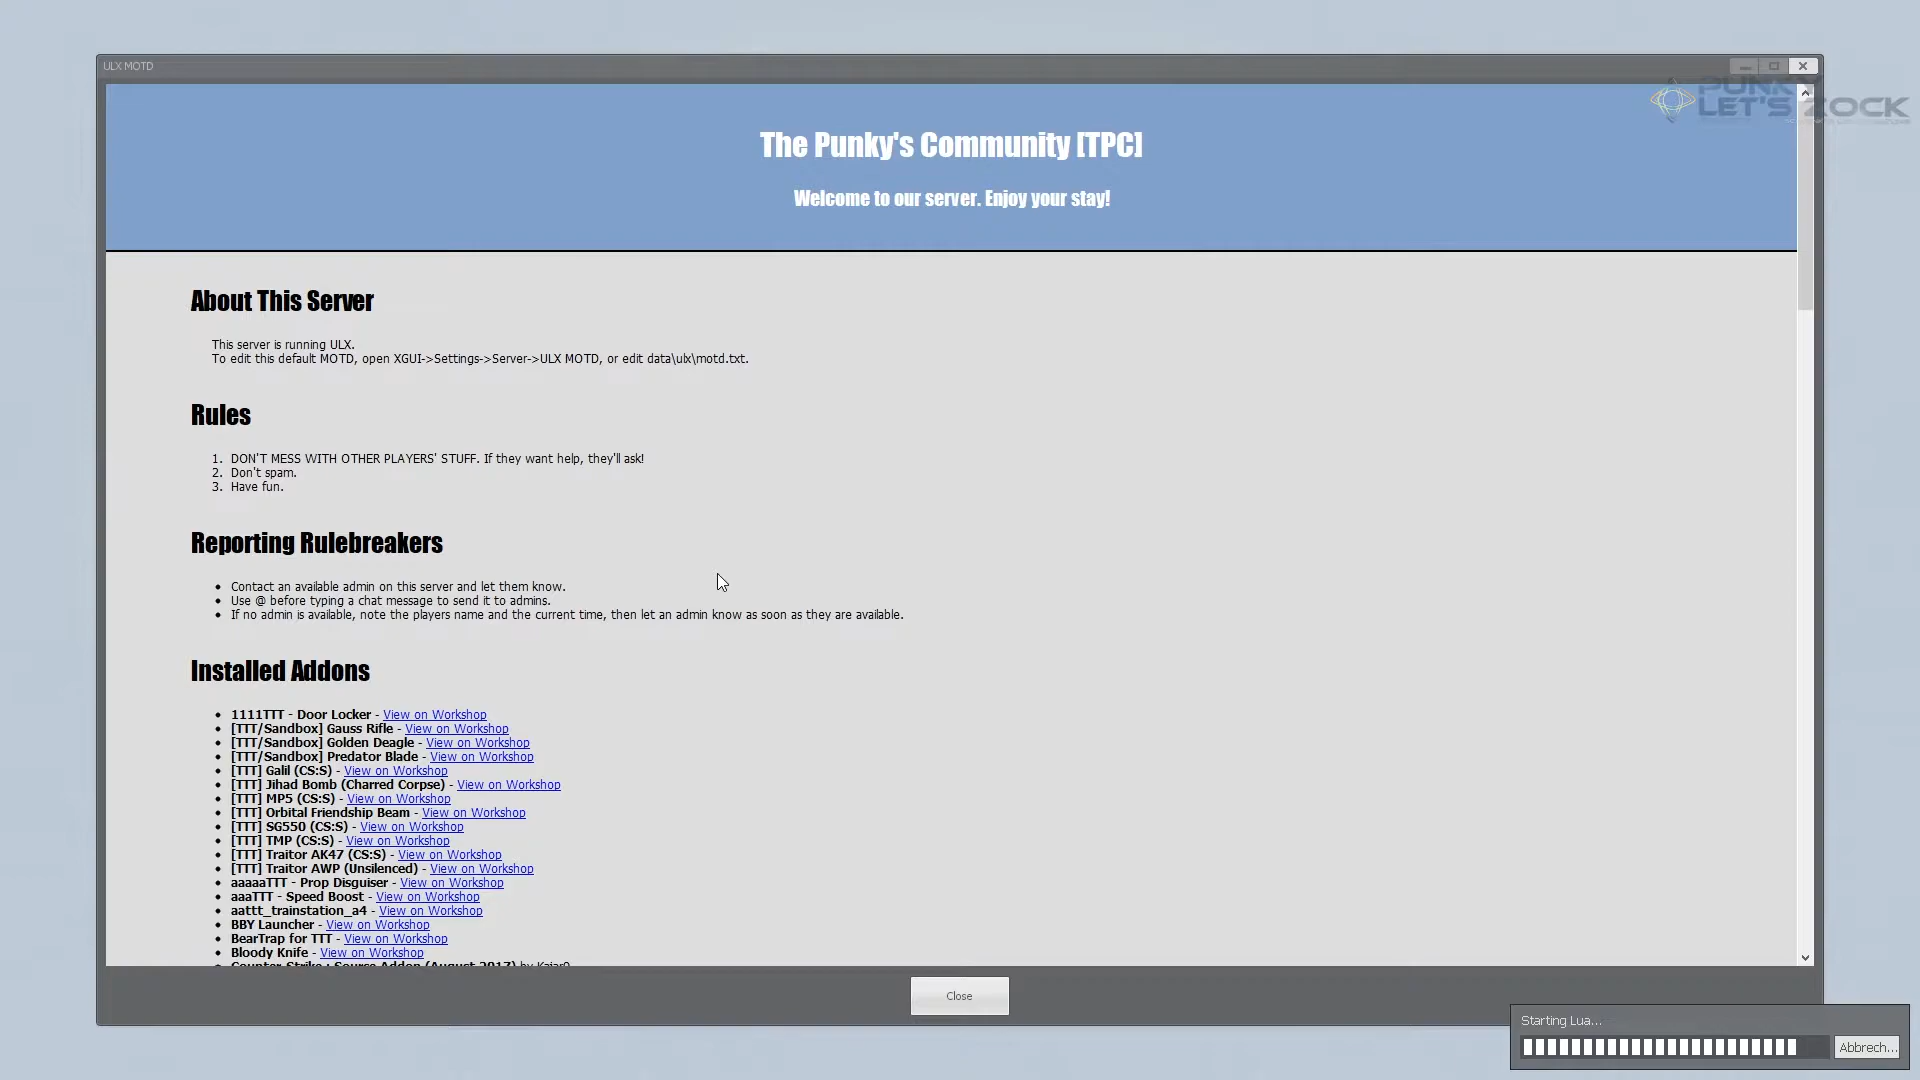 ULX MOTD
PUNKY
LET'S ZOCK
The Punky's Community [TPC]
Welcome to our server. Enjoy your stay!
About This Server
This server is running ULX.
To edit this default MOTD, open XGUI->Settings->Server->ULX MOTD, or edit data\ulx\motd.txt.
Rules
1. DON'T MESS WITH OTHER PLAYERS' STUFF. If they want help, they'll ask!
2. Don't spam.
3. Have fun.
Reporting Rulebreakers
• Contact an available admin on this server and let them know.
• Use @ before typing a chat message to send it to admins.
• If no admin is available, note the players name and the current time, then let an admin know as soon as they are available.
Installed Addons
• 1111TTT - Door Locker - View on Workshop
• [TTT/Sandbox] Gauss Rifle - View on Workshop
• [TTT/Sandbox] Golden Deagle - View on Workshop
• [TTT/Sandbox] Predator Blade - View on Workshop
• [TTT] Galil (CS:S) - View on Workshop
• [TTT] Jihad Bomb (Charred Corpse) - View on Workshop
• [TTT] MP5 (CS:S) - View on Workshop
• [TTT] Orbital Friendship Beam - View on Workshop
• [TTT] SG550 (CS:S) - View on Workshop
• [TTT] TMP (CS:S) - View on Workshop
• [TTT] Traitor AK47 (CS:S) - View on Workshop
• [TTT] Traitor AWP (Unsilenced) - View on Workshop
• aaaaaTTT - Prop Disguiser - View on Workshop
• aaaTTT - Speed Boost - View on Workshop
• aattt_trainstation_a4 - View on Workshop
• BBY Launcher - View on Workshop
• BearTrap for TTT - View on Workshop
• Bloody Knife - View on Workshop
• Counter-Strike : Source Addon (August 2017) by
Close
Starting Lua...
Abbrech...